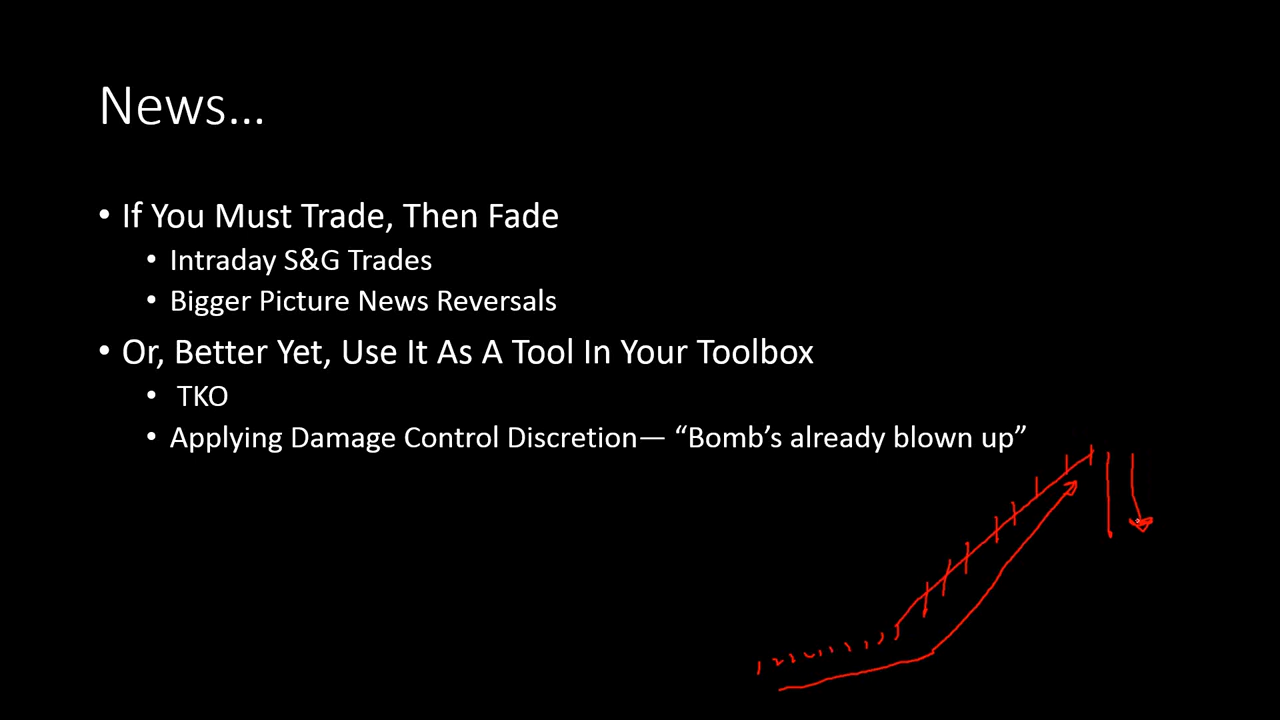 News...
• If You Must Trade, Then Fade
• Intraday S&G Trades
• Bigger Picture News Reversals
• Or, Better Yet, Use It As A Tool In Your Toolbox
• TKO
• Applying Damage Control Discretion— “Bomb’s already blown up”